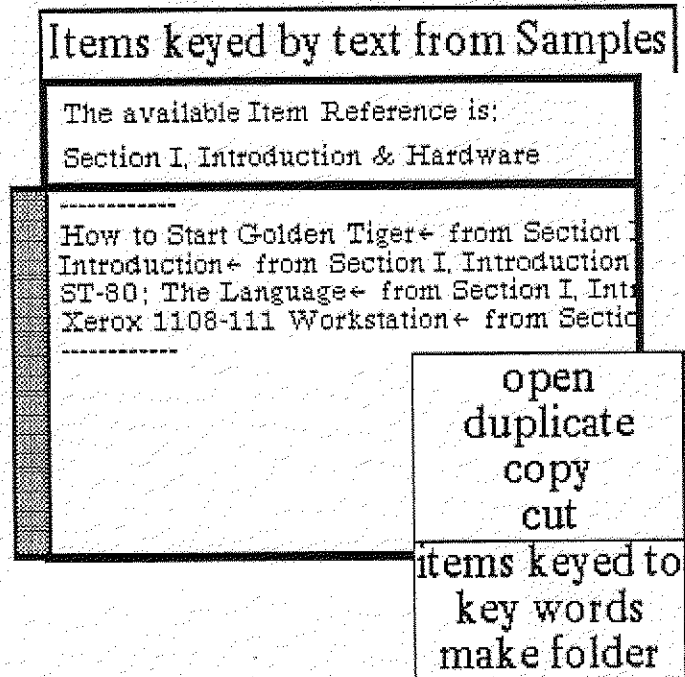 Items keyed by text from Samples
The available Item Reference is:
Section I, Introduction & Hardware
------------
How to Start Golden Tiger← from Section I
Introduction← from Section I, Introduction
ST-80; The Language← from Section I, Intr
Xerox 1108-111 Workstation← from Sectio
------------
open
duplicate
copy
cut
items keyed to
key words
make folder